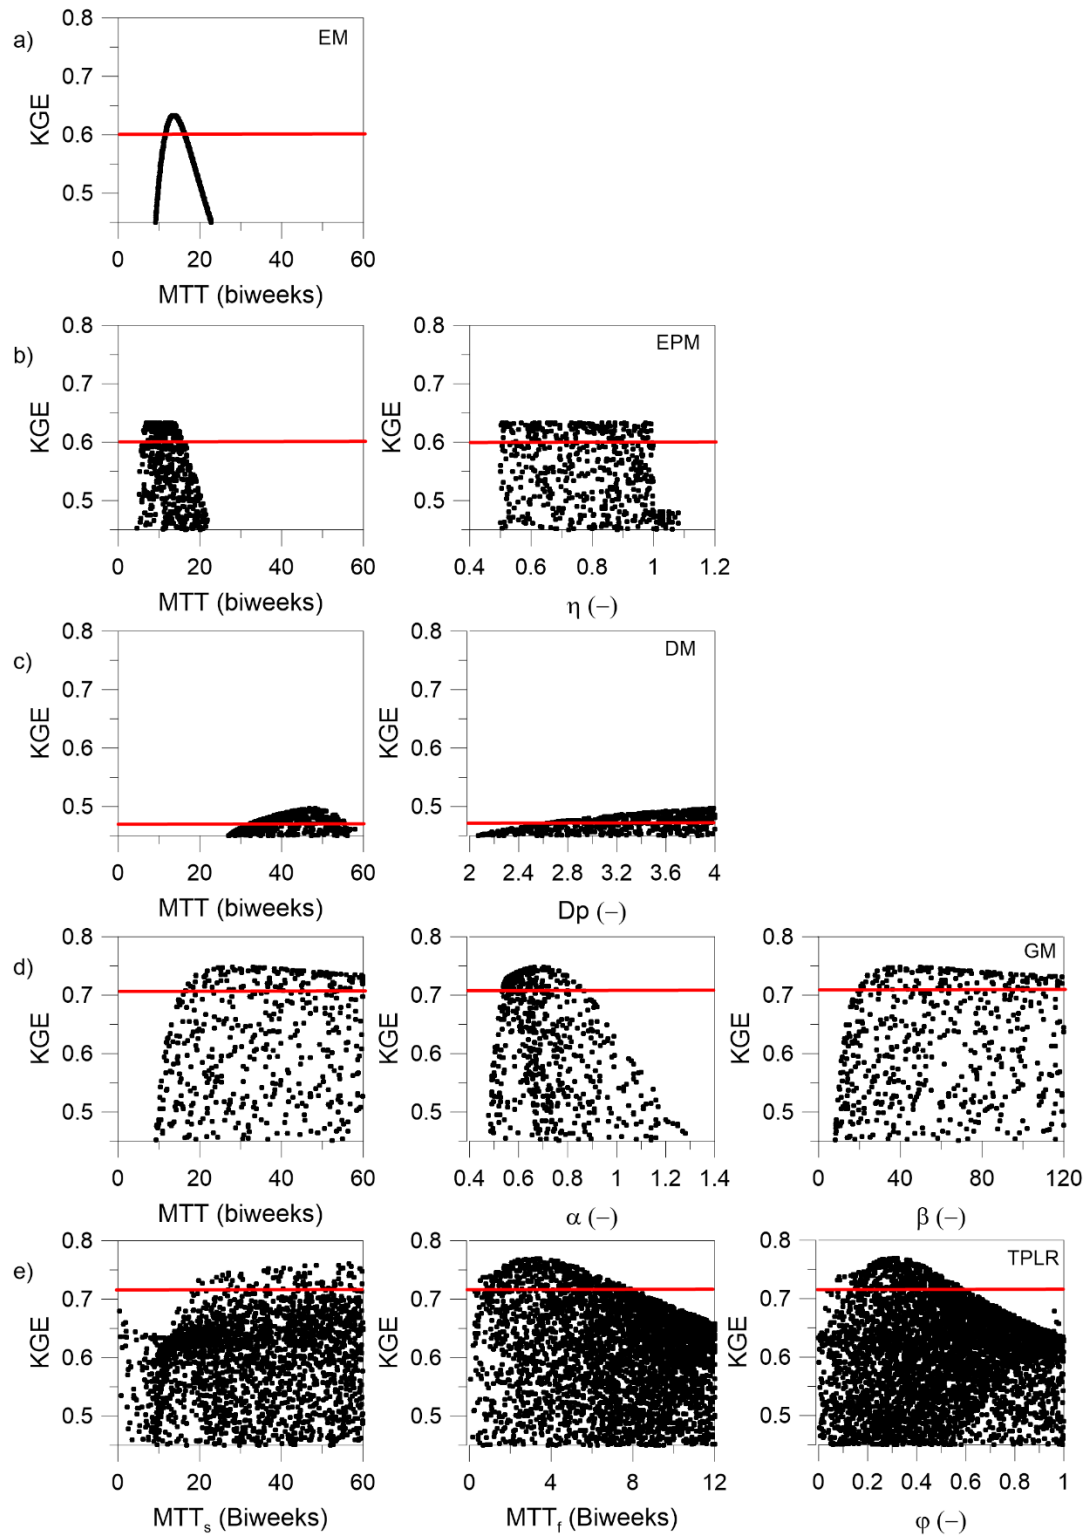 a)
EM
KGE
0.8
0.7
0.6
0.5
0 20 40 60
MTT (biweeks)
b)
KGE
0.8
0.7
0.6
0.5
0 20 40 60
MTT (biweeks)
EPM
KGE
0.8
0.7
0.6
0.5
0.4 0.6 0.8 1 1.2
η (−)
c)
KGE
0.8
0.7
0.6
0.5
0 20 40 60
MTT (biweeks)
DM
KGE
0.8
0.7
0.6
0.5
2 2.4 2.8 3.2 3.6 4
Dp (−)
d)
KGE
0.8
0.7
0.6
0.5
0 20 40 60
MTT (biweeks)
KGE
0.8
0.7
0.6
0.5
0.4 0.6 0.8 1 1.2 1.4
α (−)
GM
KGE
0.8
0.7
0.6
0.5
0 40 80 120
β (−)
e)
KGE
0.8
0.7
0.6
0.5
0 20 40 60
MTTs (Biweeks)
KGE
0.8
0.7
0.6
0.5
0 4 8 12
MTTf (Biweeks)
TPLR
KGE
0.8
0.7
0.6
0.5
0 0.2 0.4 0.6 0.8 1
φ (−)